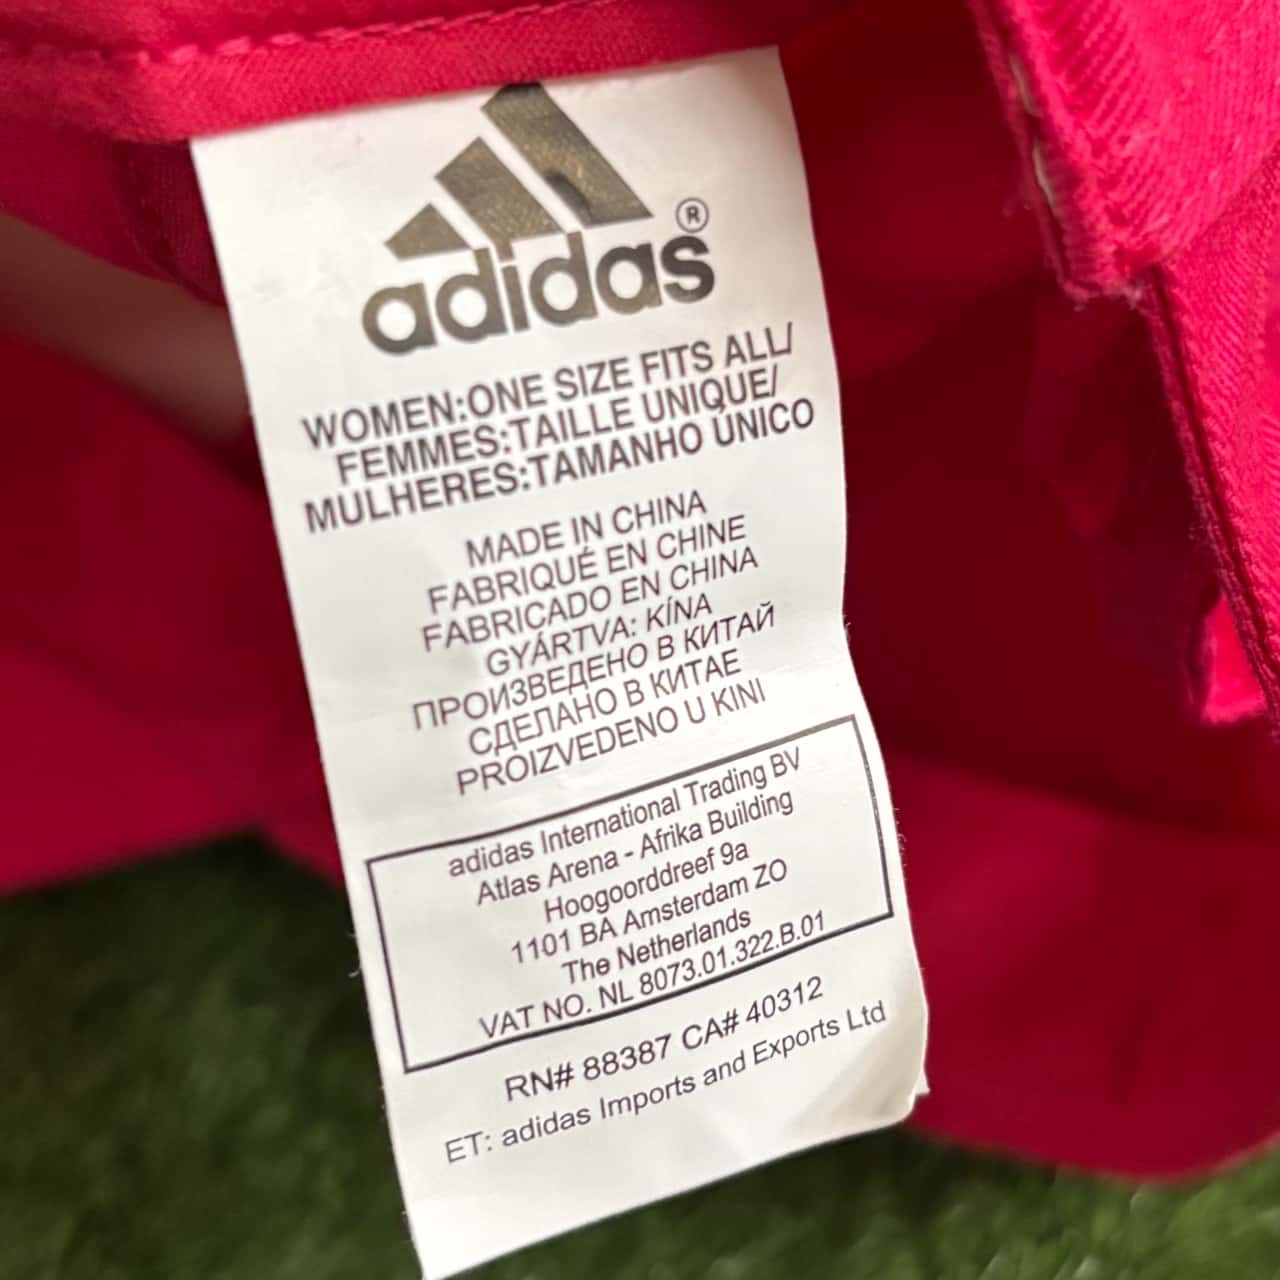 adidas®
WOMEN:ONE SIZE FITS ALL/
FEMMES:TAILLE UNIQUE/
MULHERES:TAMANHO ÚNICO
MADE IN CHINA
FABRIQUÉ EN CHINE
FABRICADO EN CHINA
GYÁRTVA: KÍNA
ПРОИЗВЕДЕНО В КИТАЙ
СДЕЛАНО В КИТАЕ
PROIZVEDENO U KINI
adidas International Trading BV
Atlas Arena - Afrika Building
Hoogoorddreef 9a
1101 BA Amsterdam ZO
The Netherlands
VAT NO. NL 8073.01.322.B.01
RN# 88387 CA# 40312
ET: adidas Imports and Exports Ltd